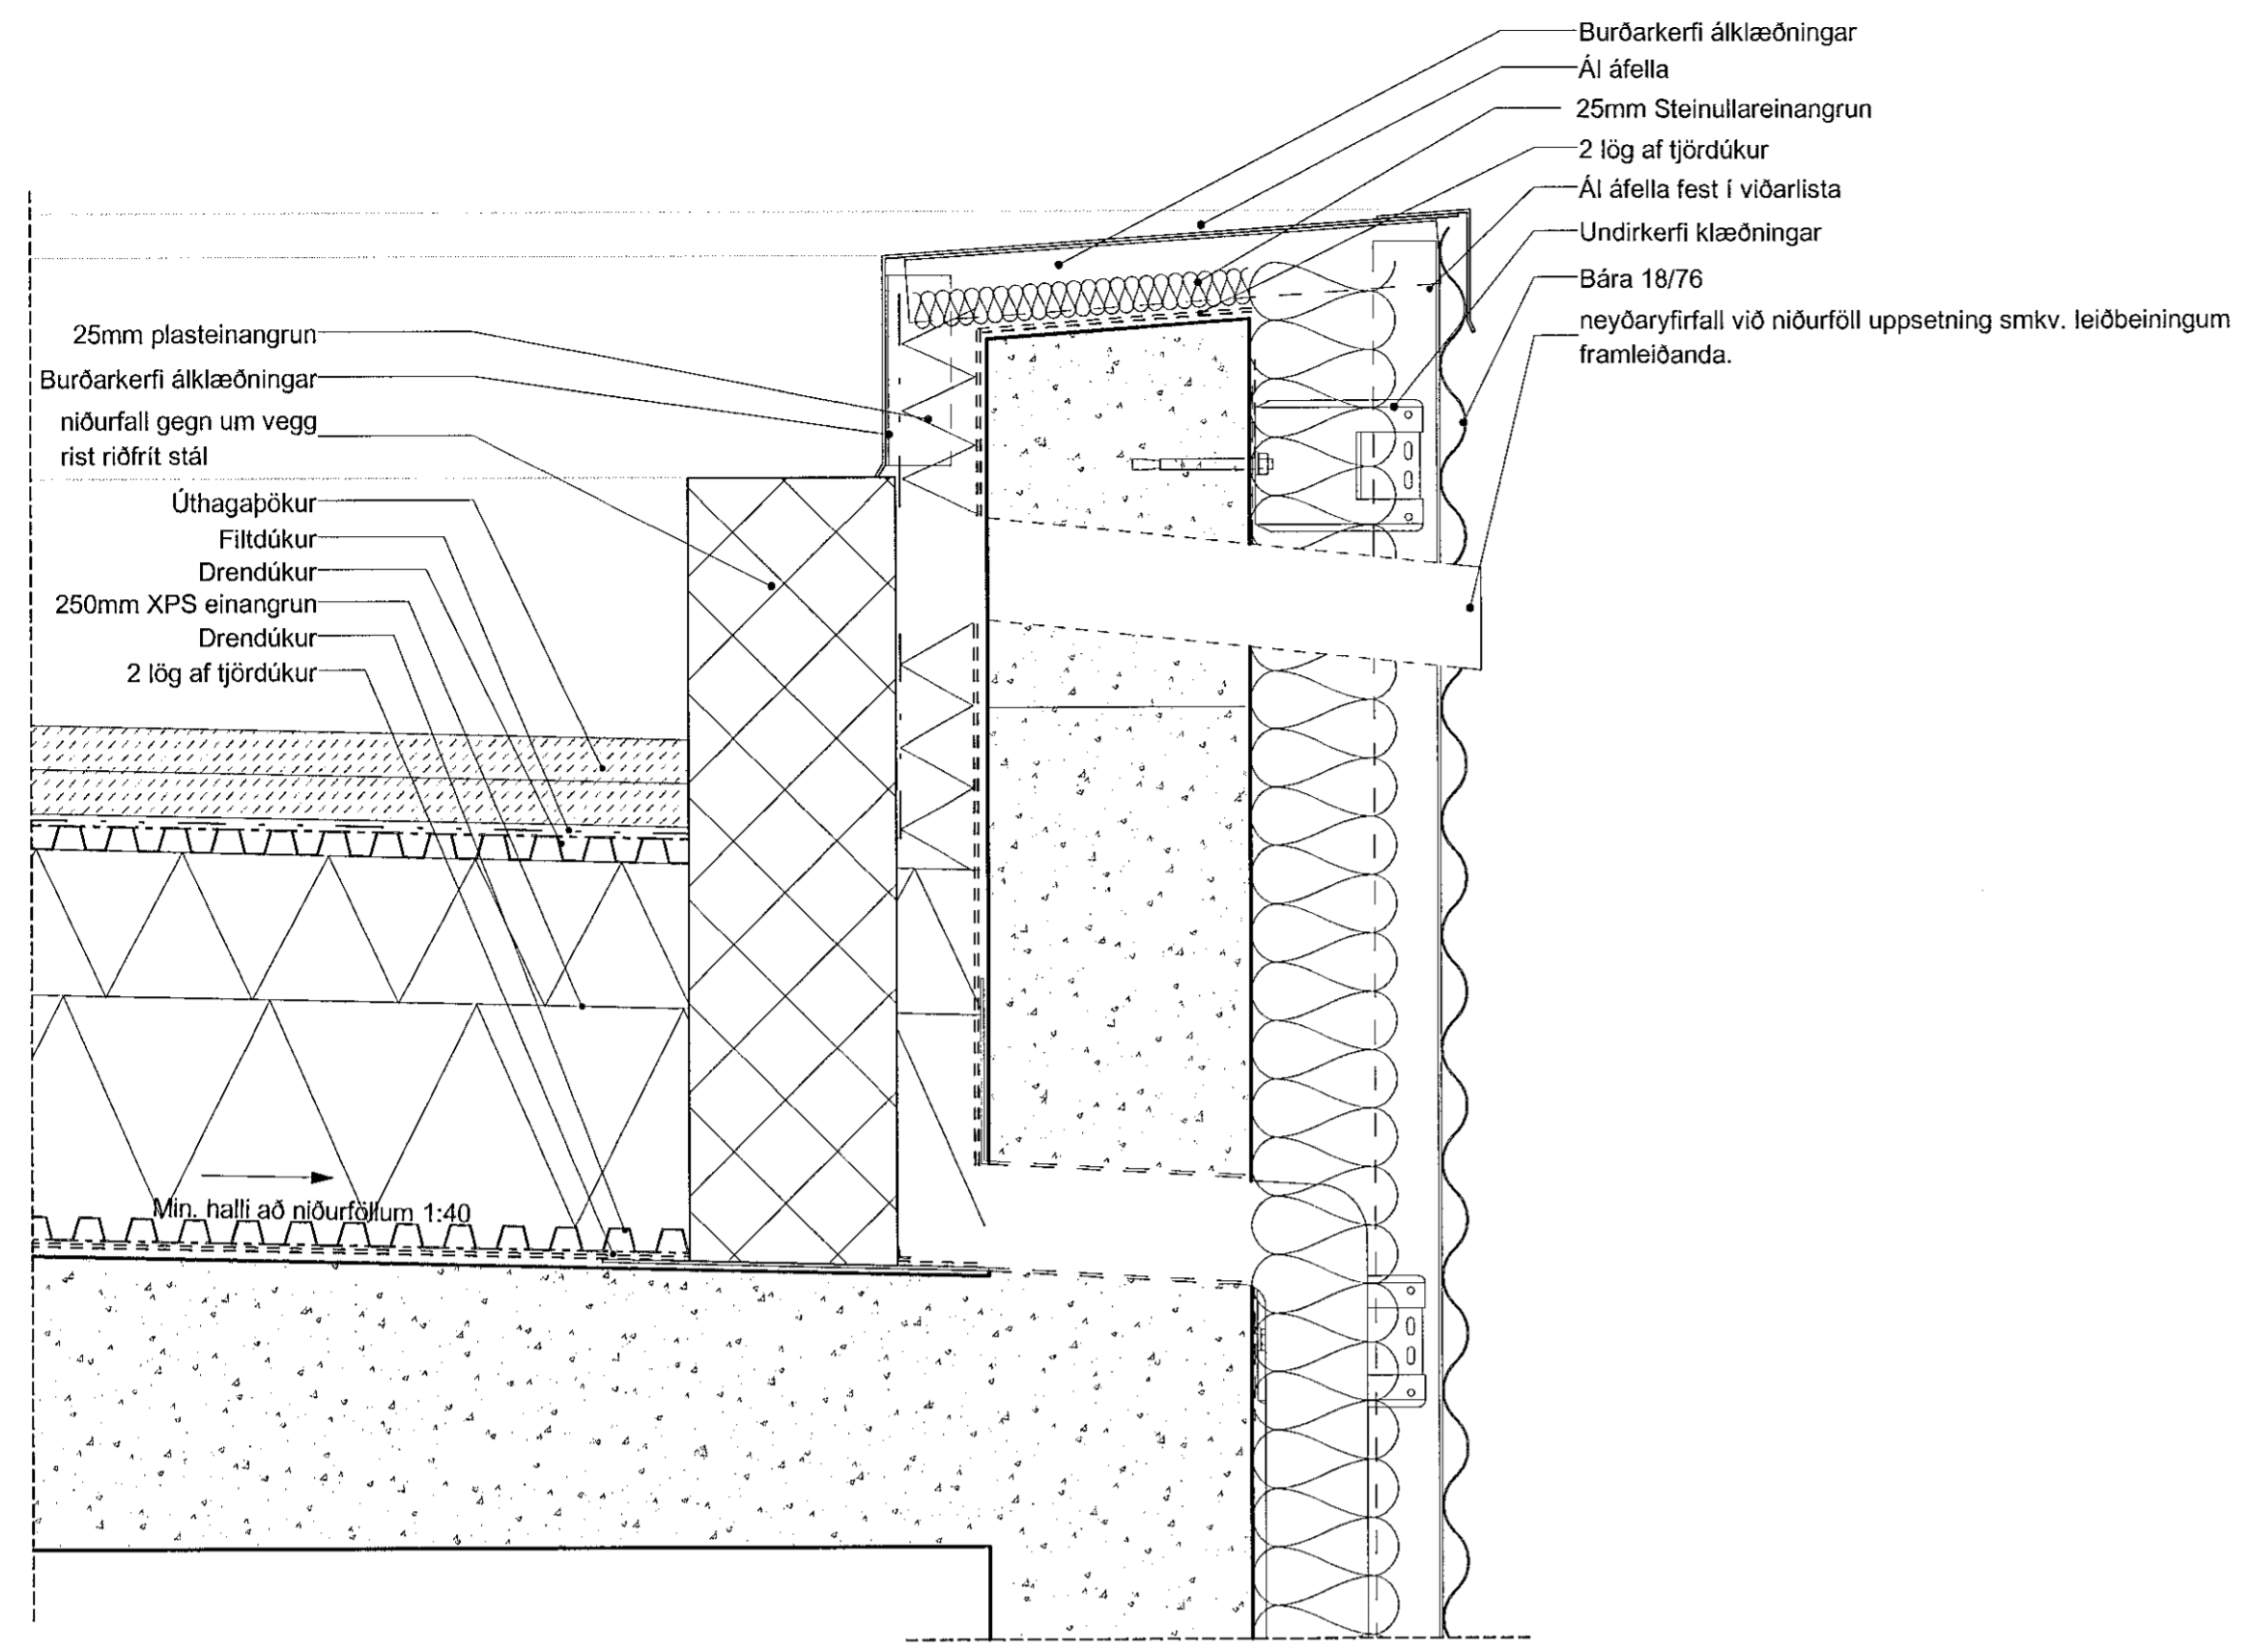 Burðarkerfi álklæðningar
Ál áfella
25mm Steinullareinangrun
2 lög af tjördúkur
Ál áfella fest í viðarlista
Undirkerfi klæðningar
Bára 18/76
neyðaryfirfall við niðurföll uppsetning smkv. leiðbeiningum
framleiðanda.
25mm plasteinangrun
Burðarkerfi álklæðningar
niðurfall gegn um vegg
rist riðfrít stál
Úthagaþökur
Filtdúkur
Drendúkur
250mm XPS einangrun
Drendúkur
2 lög af tjördúkur
Min. halli að niðurföllum 1:40